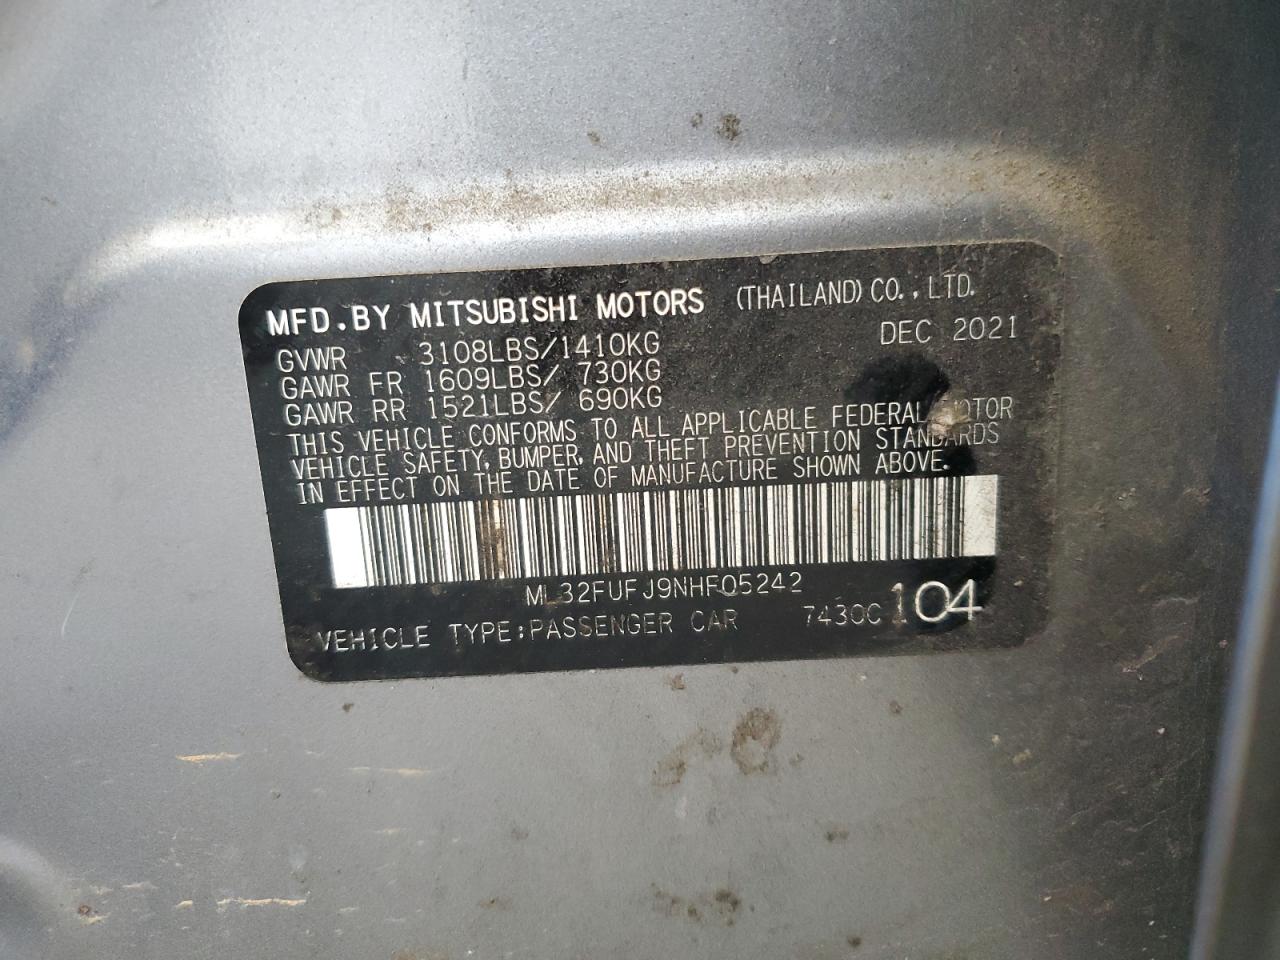 MFD.BY MITSUBISHI MOTORS (THAILAND)CO.,LTD.
GVWR 3108LBS/1410KG DEC 2021
GAWR FR 1609LBS/ 730KG
GAWR RR 1521LBS/ 690KG
THIS VEHICLE CONFORMS TO ALL APPLICABLE FEDERAL MOTOR
VEHICLE SAFETY, BUMPER, AND THEFT PREVENTION STANDARDS
IN EFFECT ON THE DATE OF MANUFACTURE SHOWN ABOVE.
ML32FUFJ9NHF05242
VEHICLE TYPE:PASSENGER CAR 7430C 104